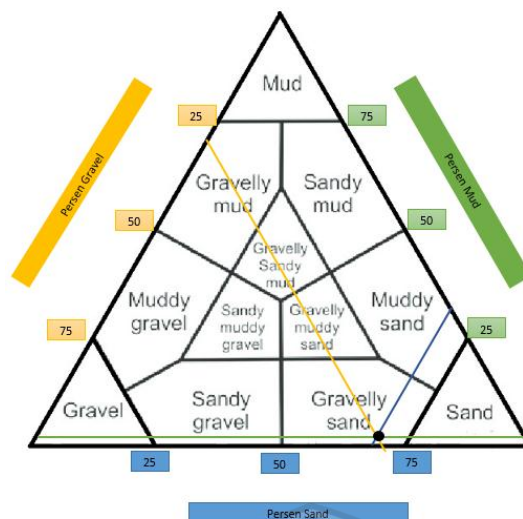 Mud
25
75
Persen Gravel
Persen Mud
Gravelly
mud
Sandy
mud
50
50
Gravelly
Sandy
mud
Muddy
gravel
Sandy
muddy
gravel
Gravelly
muddy
sand
Muddy
sand
75
25
Gravel
Sandy
gravel
Gravelly
sand
Sand
25
50
75
Persen Sand